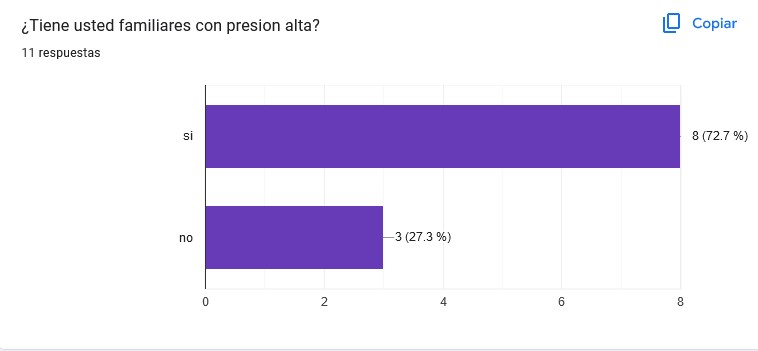 ¿Tiene usted familiares con presion alta?
Copiar
11 respuestas
si
8 (72.7 %)
no
3 (27.3 %)
0 2 4 6 8